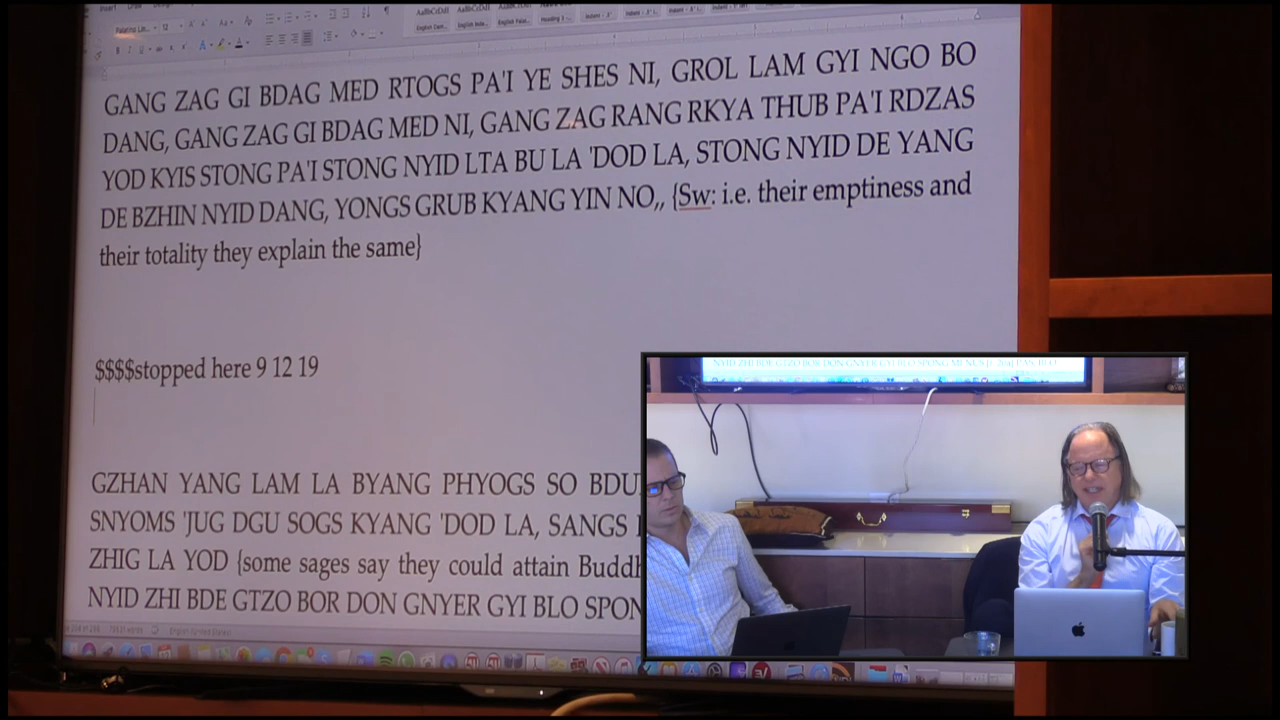 GANG ZAG GI BDAG MED RTOGS PA'I YE SHES NI, GROL LAM GYI NGO BO
DANG, GANG ZAG GI BDAG MED NI, GANG ZAG RANG RKYA THUB PA'I RDZAS
YOD KYIS STONG PA'I STONG NYID LTA BU LA 'DOD LA, STONG NYID DE YANG
DE BZHIN NYID DANG, YONGS GRUB KYANG YIN NO,, {Sw: i.e. their emptiness and
their totality they explain the same}
$$$$stopped here 9 12 19
GZHAN YANG LAM LA BYANG PHYOGS SO BDU
SNYOMS 'JUG DGU SOGS KYANG 'DOD LA, SANGS
ZHIG LA YOD {some sages say they could attain Buddh
NYID ZHI BDE GTZO BOR DON GNYER GYI BLO SPON